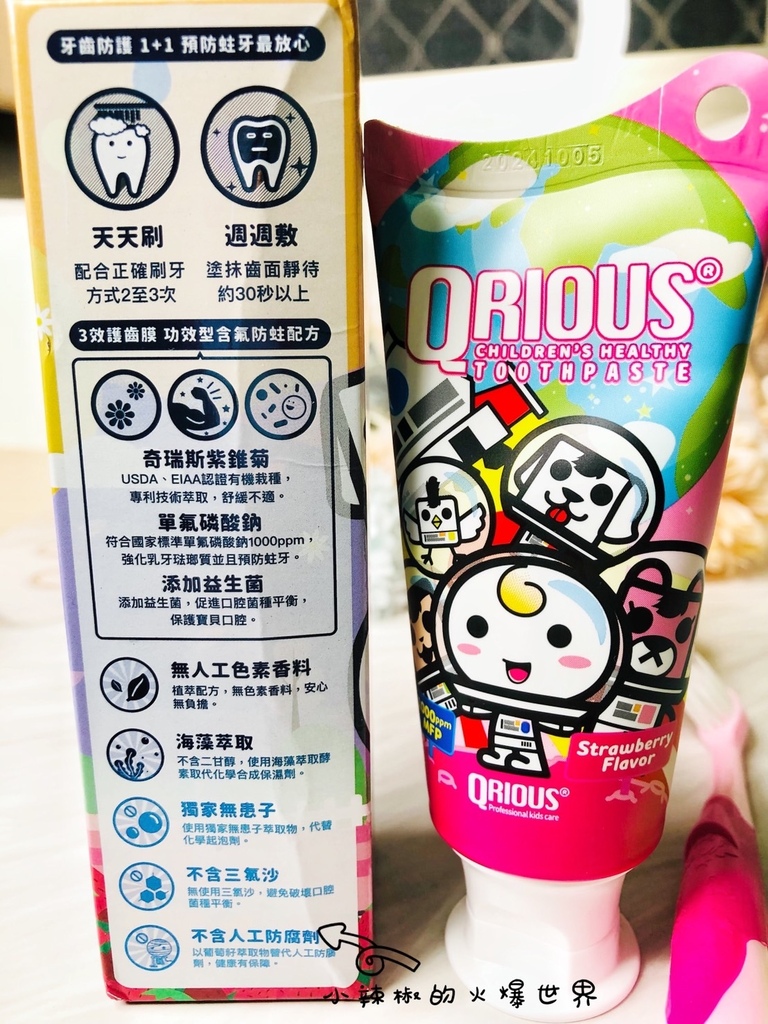 牙齒防護 1+1 預防蛀牙最放心
天天刷
配合正確刷牙
方式2至3次
週週敷
塗抹齒面靜待
約30秒以上
3效護齒膜 功效型含氟防蛀配方
奇瑞斯紫錐菊
USDA、EIAA認證有機栽種，
專利技術萃取，舒緩不適。
單氟磷酸鈉
符合國家標準單氟磷酸鈉1000ppm，
強化乳牙琺瑯質並且預防蛀牙。
添加益生菌
添加益生菌，促進口腔菌種平衡，
保護寶貝口腔。
無人工色素香料
植萃配方，無色素香料，安心
無負擔。
海藻萃取
不含二甘醇，使用海藻萃取酵
素取代化學合成保濕劑。
獨家無患子
使用獨家無患子萃取物，代替
化學起泡劑。
不含三氯沙
無使用三氯沙，避免破壞口腔
菌種平衡。
不含人工防腐劑
以葡萄籽萃取物替代人工防腐
劑，健康有保障。
20241005
QRIOUS®
CHILDREN'S HEALTHY
TOOTHPASTE
000ppm
MFP
Strawberry
Flavor
QRIOUS®
Professional kids care
小辣椒的火爆世界